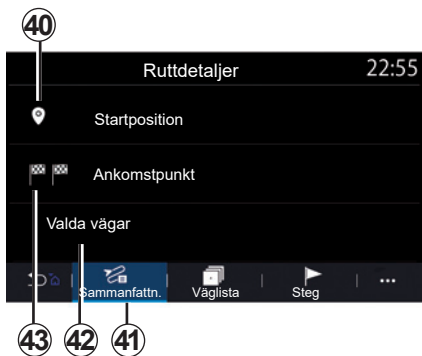 40
Ruttdetaljer 22:55
Startposition
Ankomstpunkt
Valda vägar
Sammanfattn. Väglista Steg ...
43 42 41